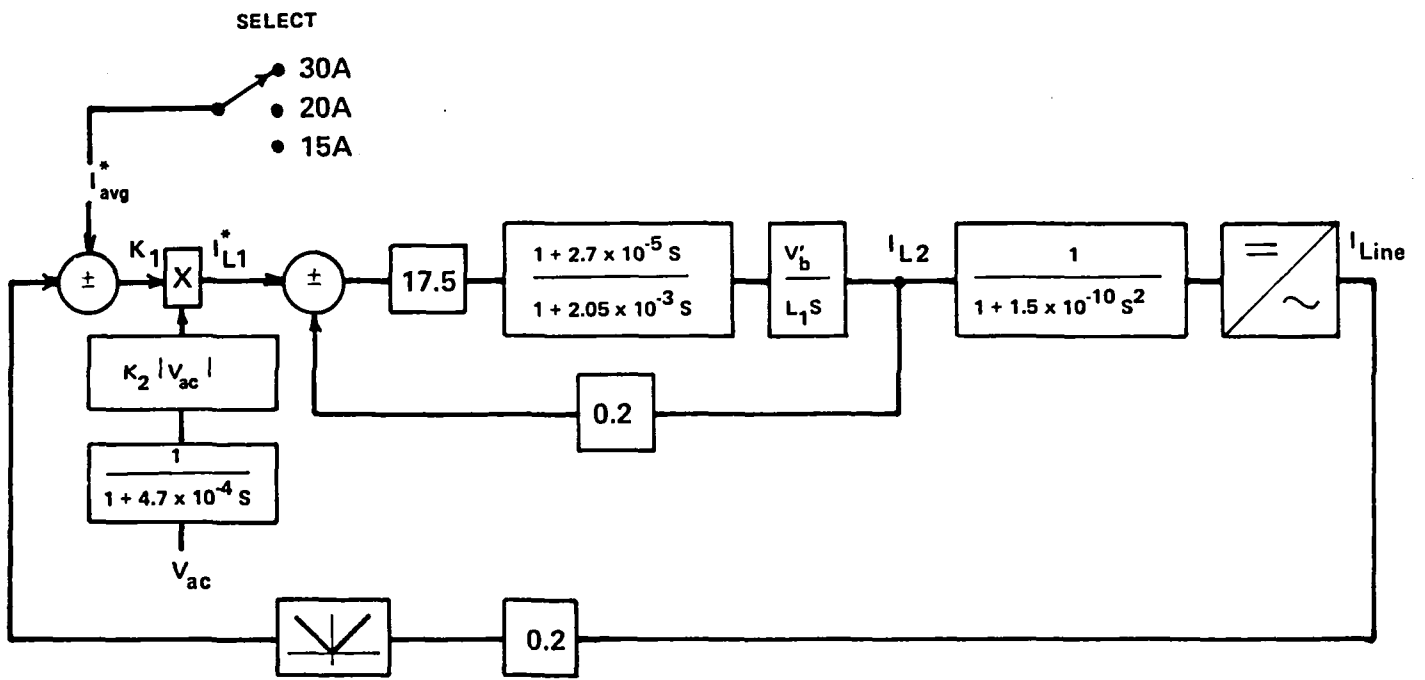 SELECT
30A
20A
15A
I*avg
± K1 X I*L1 ± 17.5
1 + 2.7 x 10^-5 S
1 + 2.05 x 10^-3 S
V'b
L1S
IL2
1
1 + 1.5 x 10^-10 S^2
= ~
ILine
K2 |Vac|
0.2
1
1 + 4.7 x 10^-4 S
Vac
0.2